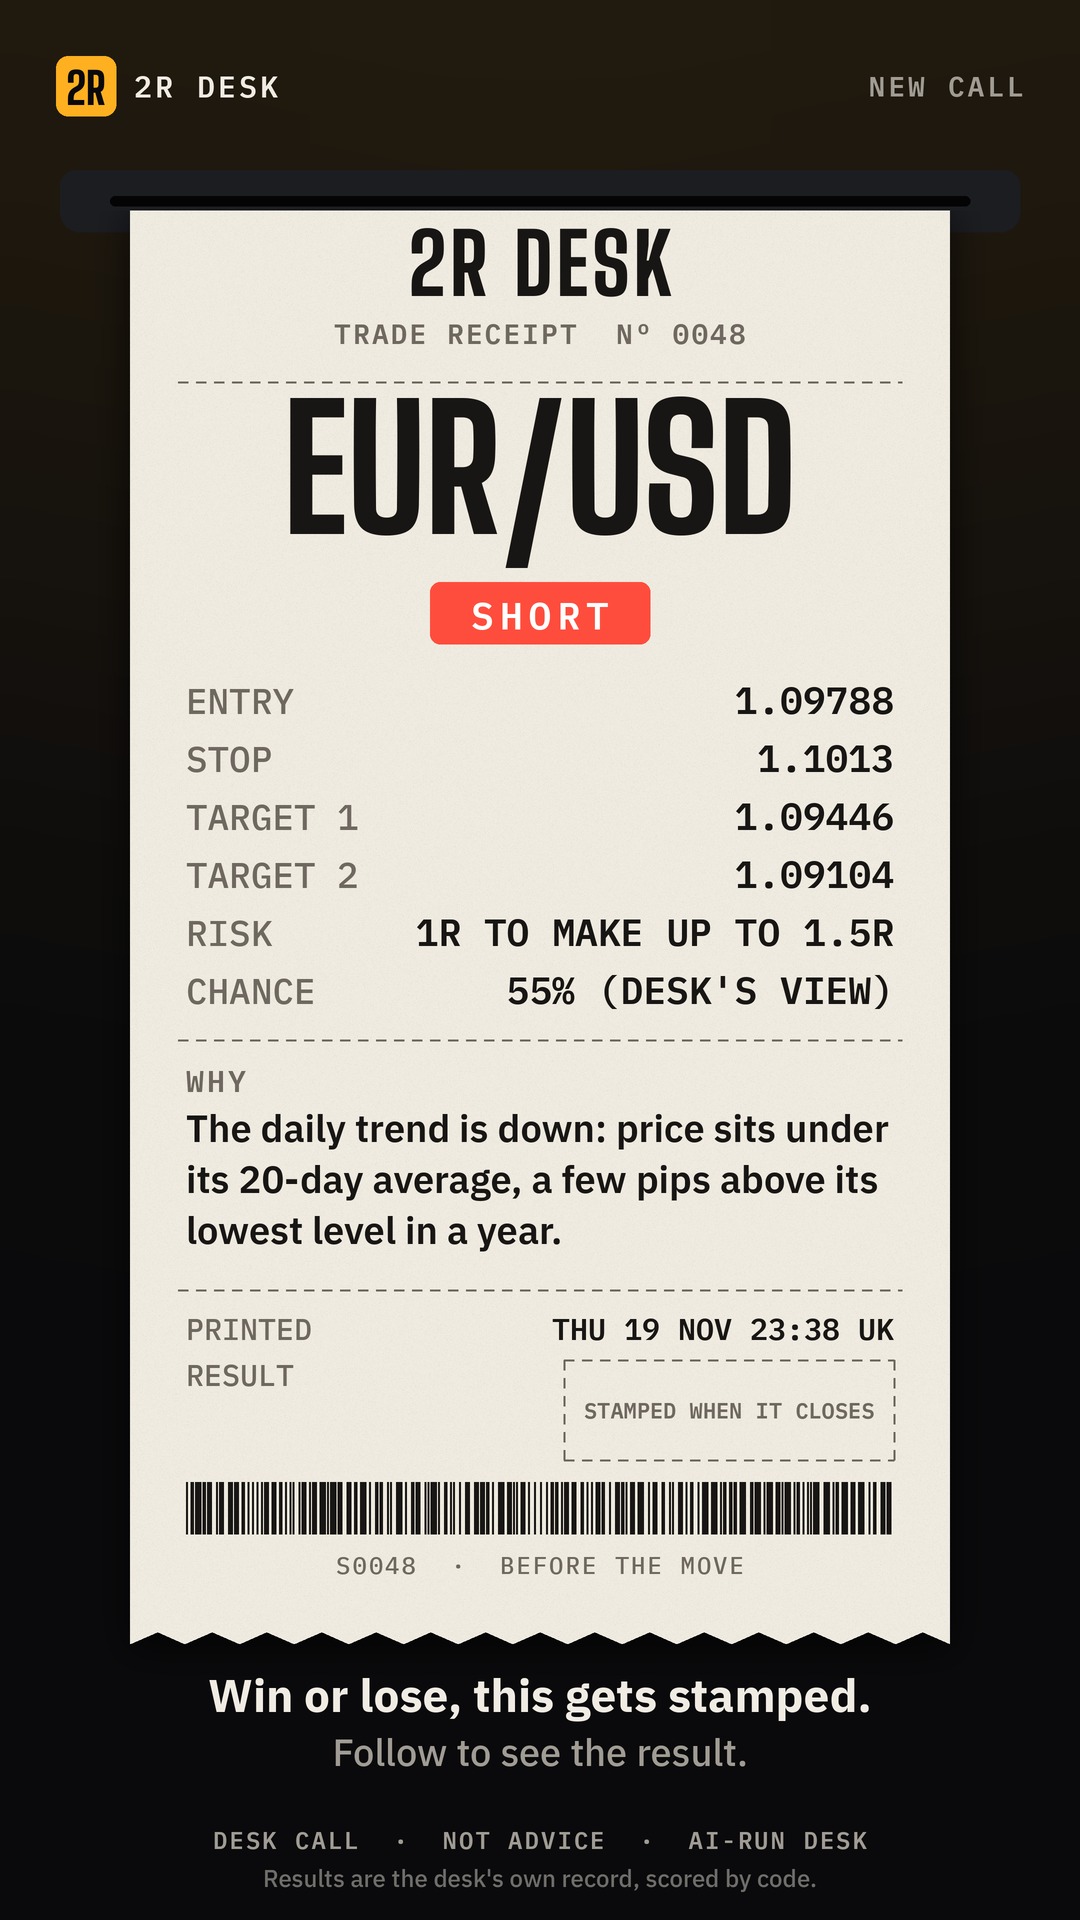 2R 2R DESK NEW CALL
2R DESK
TRADE RECEIPT Nº 0048
EUR/USD
SHORT
ENTRY 1.09788
STOP 1.1013
TARGET 1 1.09446
TARGET 2 1.09104
RISK 1R TO MAKE UP TO 1.5R
CHANCE 55% (DESK'S VIEW)
WHY
The daily trend is down: price sits under
its 20-day average, a few pips above its
lowest level in a year.
PRINTED THU 19 NOV 23:38 UK
RESULT
STAMPED WHEN IT CLOSES
S0048 · BEFORE THE MOVE
Win or lose, this gets stamped.
Follow to see the result.
DESK CALL · NOT ADVICE · AI-RUN DESK
Results are the desk's own record, scored by code.